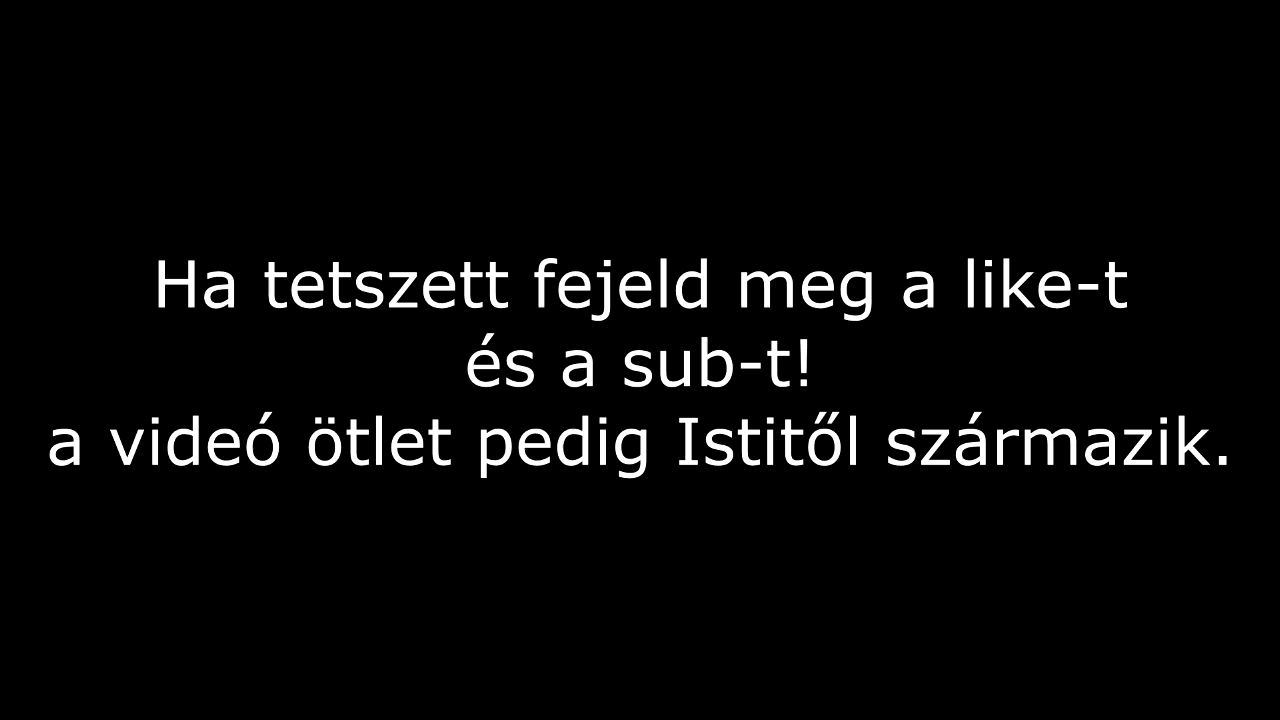 Ha tetszett fejeld meg a like-t
és a sub-t!
a videó ötlet pedig Istitől származik.